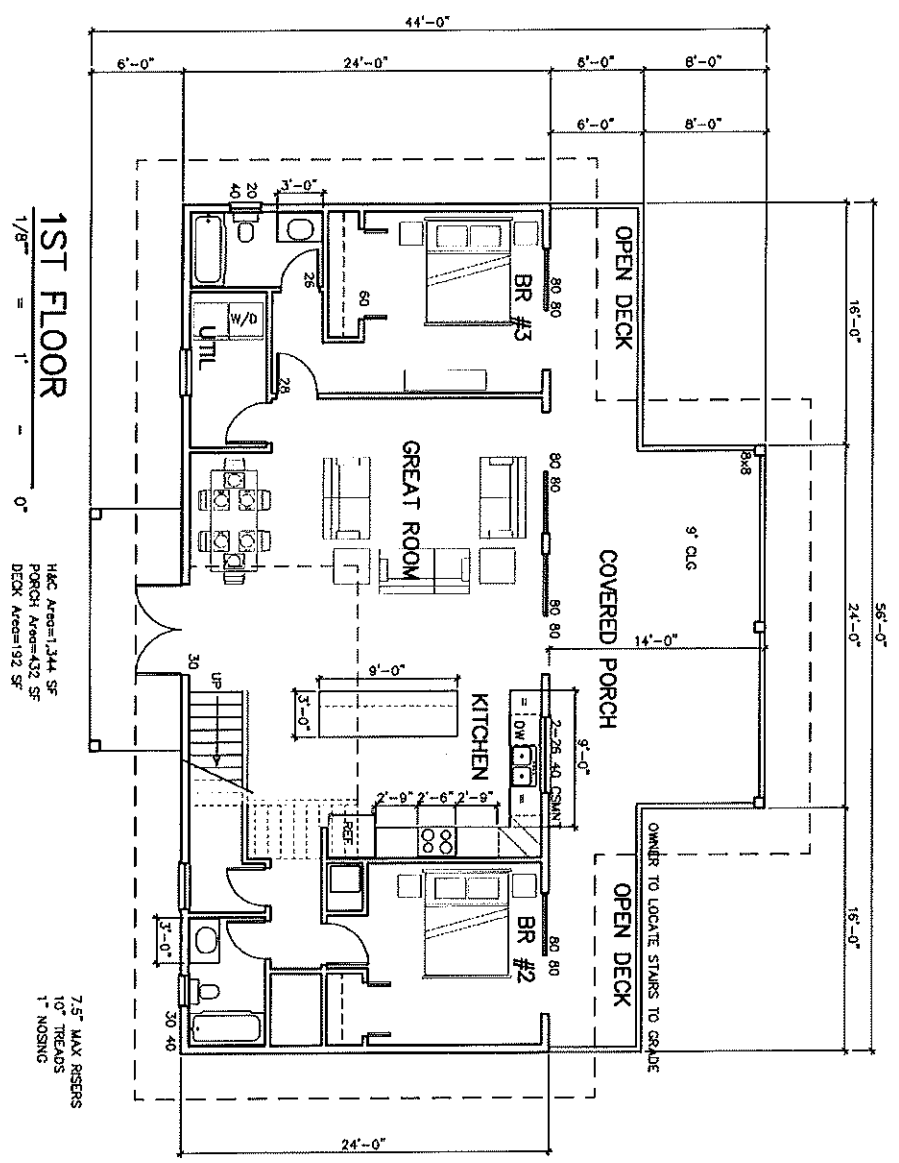 44'-0"
6'-0"
24'-0"
6'-0"
8'-0"
6'-0"
8'-0"
20
40
3'-0"
26
60
W/D
UTIL
28
BR #3
80 80
OPEN DECK
16'-0"
56'-0"
GREAT ROOM
80 80
8x8
9' CLG
COVERED PORCH
24'-0"
80 80
14'-0"
30
UP
9'-0"
3'-0"
KITCHEN
=
DW
=
2-26 40 CSMNT
9'-0"
2'-9"
2'-6"
2'-9"
REF.
BR #2
80 80
OPEN DECK
16'-0"
OWNER TO LOCATE STAIRS TO GRADE
3'-0"
30 40
24'-0"
1ST FLOOR
1/8" = 1' - 0"
H&C Area=1,344 SF
PORCH Area=432 SF
DECK Area=192 SF
7.5" MAX RISERS
10" TREADS
1" NOSING